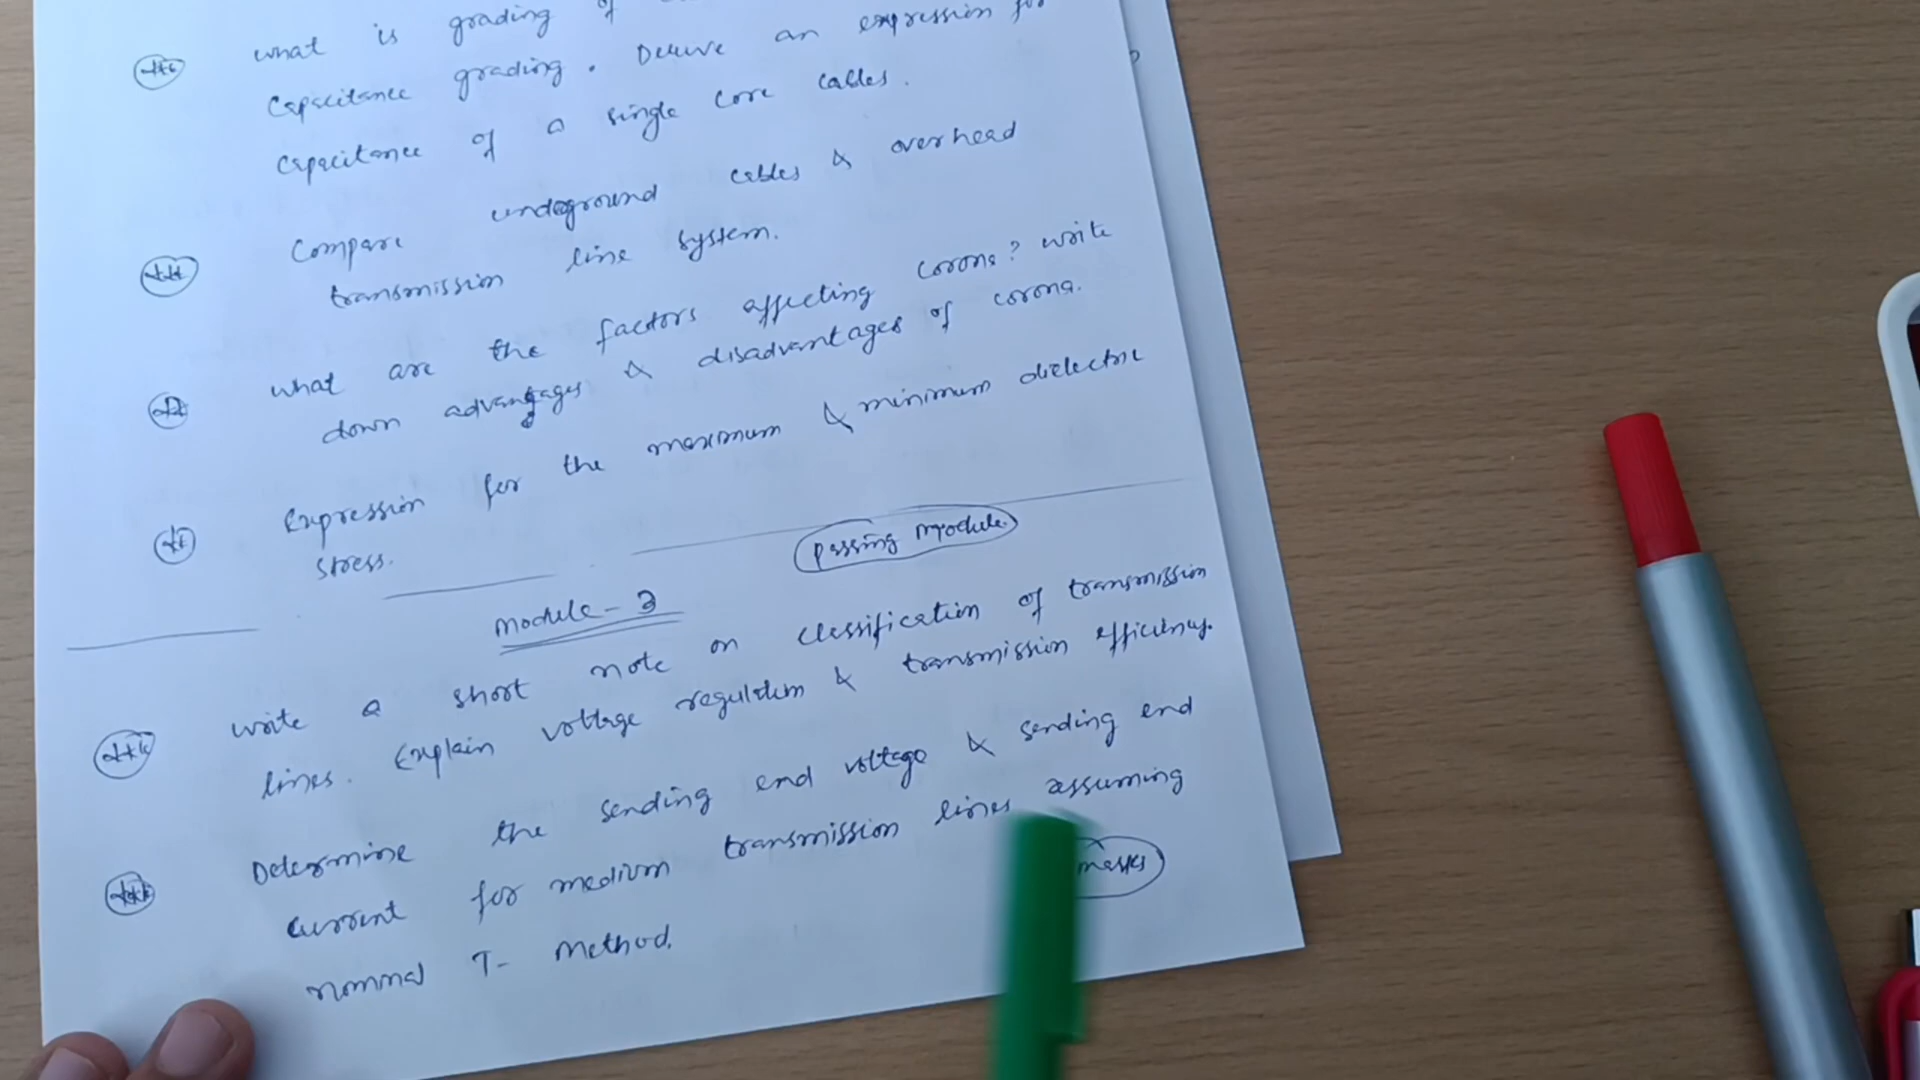 what is grading of
capacitance grading. Derive an expression for
capacitance of a single core cables.
Compare undeground cables & overhead
transmission line system.
what are the factors affecting corona? write
down advantages & disadvantages of corona.
Expression for the maximum & minimum dielectric
stress.
passing module
module-3
write a short note on classification of transmission
lines. Explain voltage regulation & transmission efficiency.
Determine the sending end voltage & sending end
current for medium transmission lines assuming
nominal T- method.